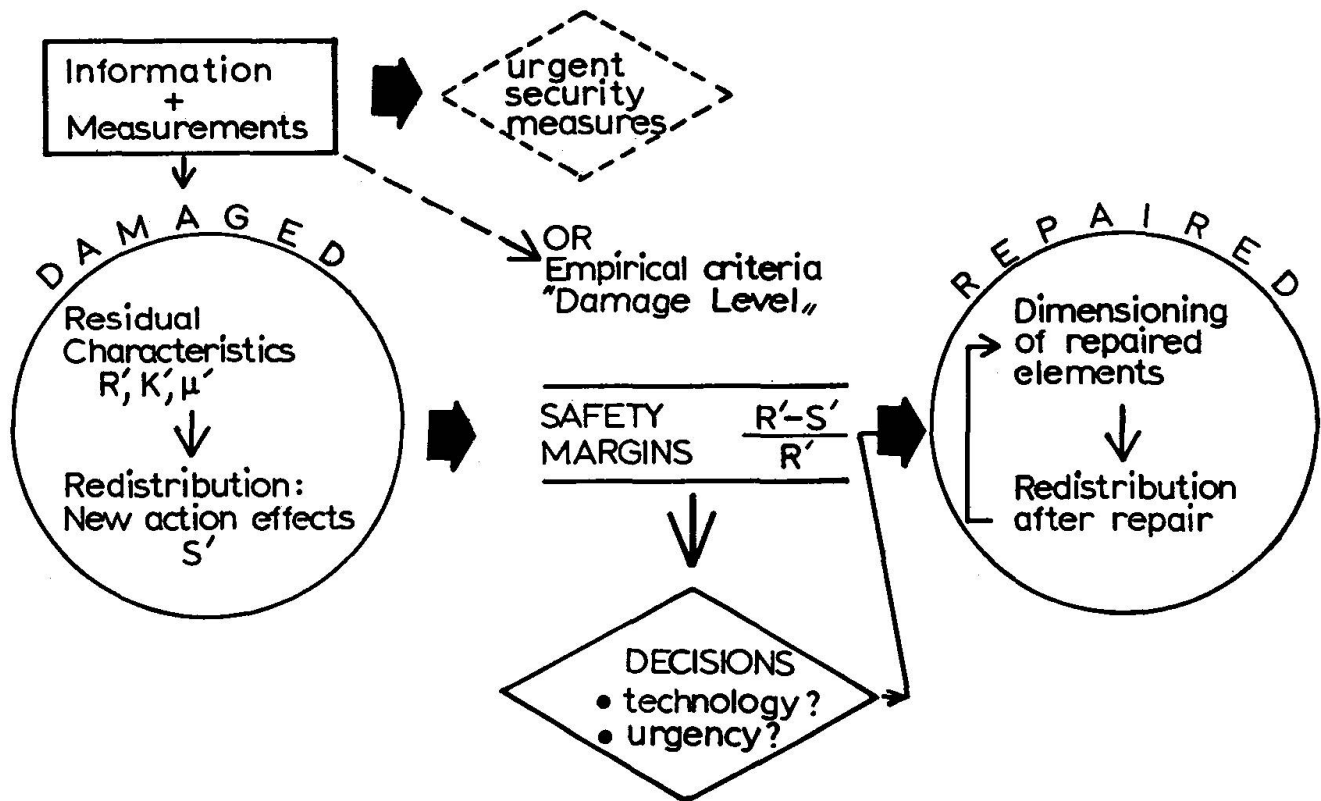 Information
+
Measurements
urgent
security
measures
DAMAGED
Residual
Characteristics
R', K', μ'
Redistribution:
New action effects
S'
OR
Empirical criteria
"Damage Level„
SAFETY
MARGINS
R'-S'
R'
DECISIONS
• technology?
• urgency?
REPAIRED
Dimensioning
of repaired
elements
Redistribution
after repair